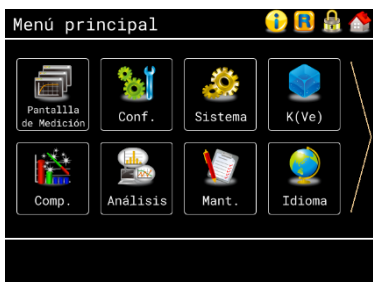 Menú principal
i R
Pantallla
de Medición
Conf.
Sistema
K(Ve)
Comp.
Análisis
Mant.
Idioma